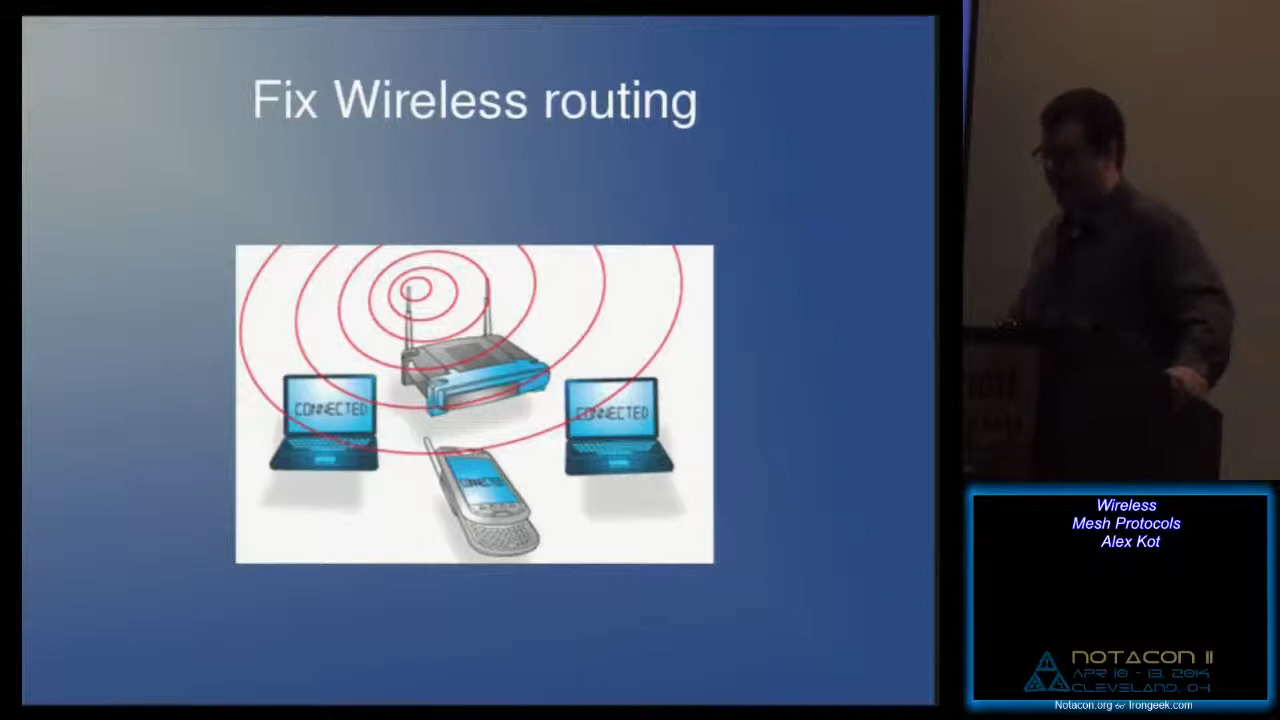 Fix Wireless routing
CONNECTED
CONNECTED
CONNECTED
Wireless
Mesh Protocols
Alex Kot
NOTACON 11
APR 10 - 13, 2014
CLEVELAND, OH
Notacon.org & Irongeek.com